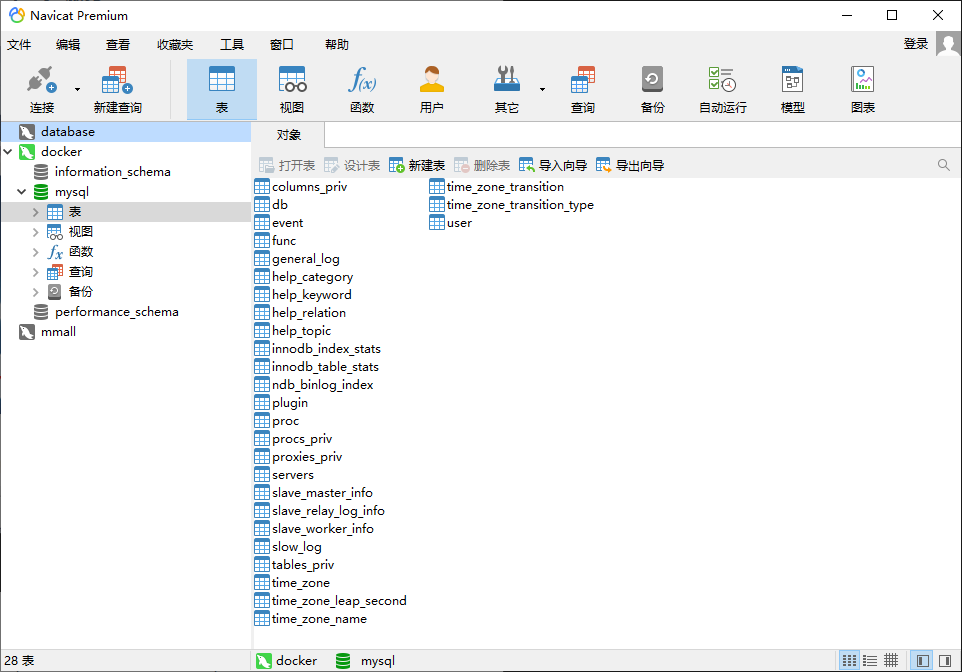 Navicat Premium
文件 编辑 查看 收藏夹 工具 窗口 帮助 登录
连接 新建查询 表 视图 函数 用户 其它 查询 备份 自动运行 模型 图表
database
docker
information_schema
mysql
表
视图
函数
查询
备份
performance_schema
mmall
对象
打开表 设计表 新建表 删除表 导入向导 导出向导
columns_priv
db
event
func
general_log
help_category
help_keyword
help_relation
help_topic
innodb_index_stats
innodb_table_stats
ndb_binlog_index
plugin
proc
procs_priv
proxies_priv
servers
slave_master_info
slave_relay_log_info
slave_worker_info
slow_log
tables_priv
time_zone
time_zone_leap_second
time_zone_name
time_zone_transition
time_zone_transition_type
user
28 表 docker mysql